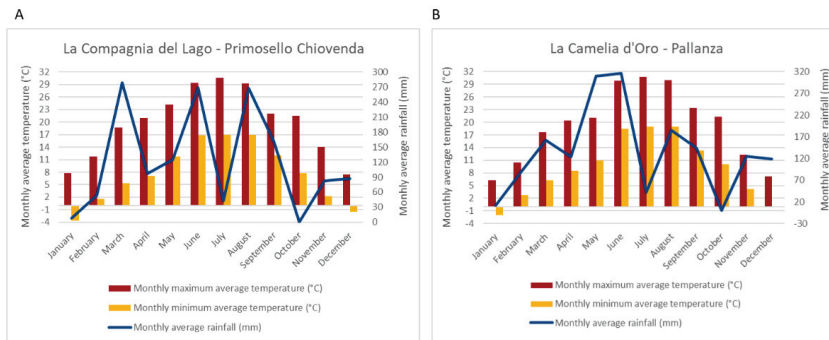 A
La Compagnia del Lago - Primosello Chiovenda
Monthly average temperature (°C)
32
29
26
23
20
17
14
11
8
5
2
-1
-4
300
270
240
210
180
150
120
90
60
30
0
Monthly average rainfall (mm)
January
February
March
April
May
June
July
August
September
October
November
December
Monthly maximum average temperature (°C)
Monthly minimum average temperature (°C)
Monthly average rainfall (mm)
B
La Camelia d'Oro - Pallanza
Monthly average temperature (°C)
32
29
26
23
20
17
14
11
8
5
2
-1
-4
320
270
220
170
120
70
20
-30
Monthly average rainfall (mm)
January
February
March
April
May
June
July
August
September
October
November
December
Monthly maximum average temperature (°C)
Monthly minimum average temperature (°C)
Monthly average rainfall (mm)